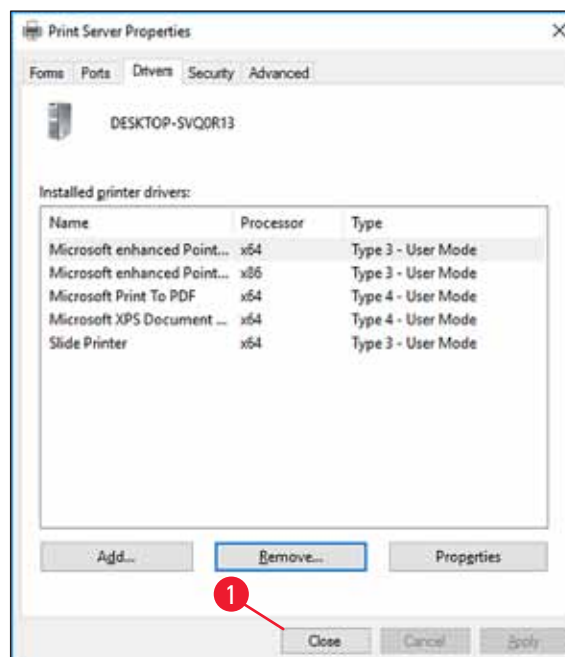 Print Server Properties
Forms Ports Drivers Security Advanced
DESKTOP-SVQ0R13
Installed printer drivers:
Name Processor Type
Microsoft enhanced Point... x64 Type 3 - User Mode
Microsoft enhanced Point... x86 Type 3 - User Mode
Microsoft Print To PDF x64 Type 4 - User Mode
Microsoft XPS Document ... x64 Type 4 - User Mode
Slide Printer x64 Type 3 - User Mode
Add... Remove... Properties
1
Close Cancel Apply